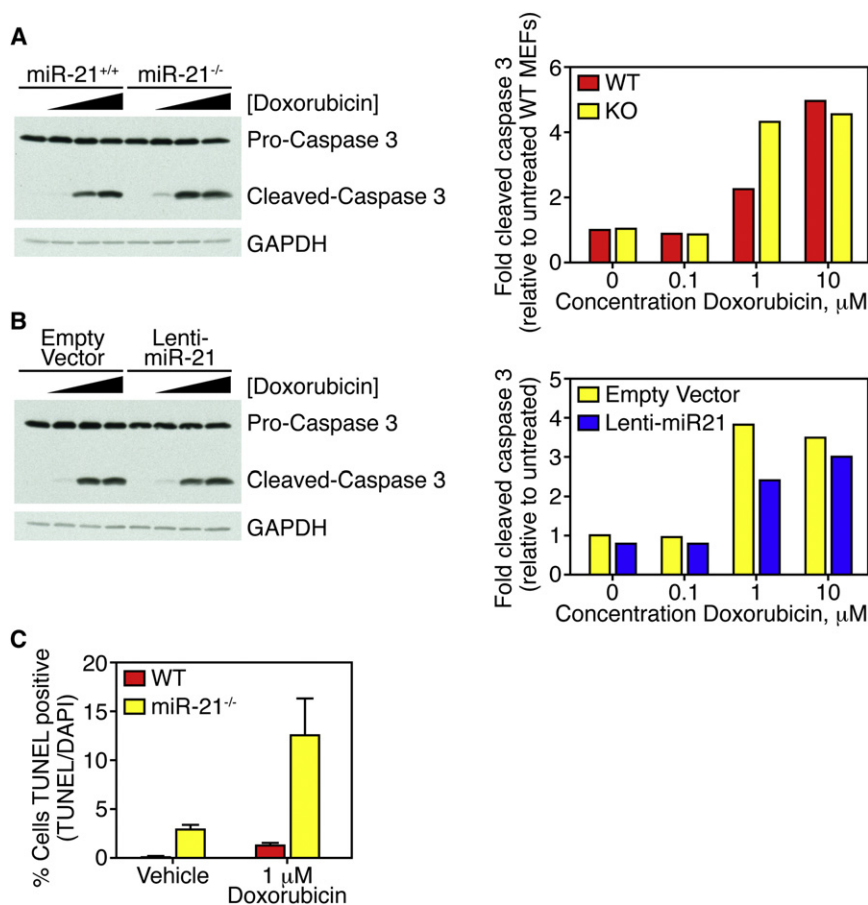 A
miR-21+/+ miR-21-/-
[Doxorubicin]
Pro-Caspase 3
Cleaved-Caspase 3
GAPDH
Fold cleaved caspase 3
(relative to untreated WT MEFs)
6
4
2
0
WT
KO
0 0.1 1 10
Concentration Doxorubicin, μM
B
Empty
Vector
Lenti-
miR-21
[Doxorubicin]
Pro-Caspase 3
Cleaved-Caspase 3
GAPDH
Fold cleaved caspase 3
(relative to untreated)
5
4
3
2
1
0
Empty Vector
Lenti-miR21
0 0.1 1 10
Concentration Doxorubicin, μM
C
% Cells TUNEL positive
(TUNEL/DAPI)
20
15
10
5
0
WT
miR-21-/-
Vehicle
1 μM
Doxorubicin